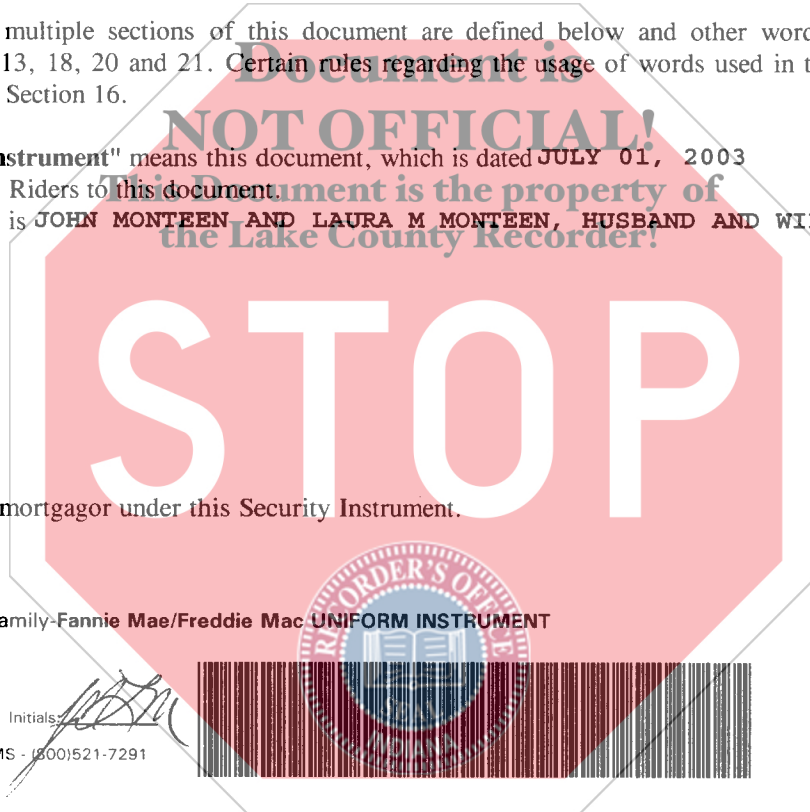 multiple sections of this document are defined below and other
Document is
13, 18, 20 and 21. Certain rules regarding the usage of words used in
Section 16.
NOT OFFICIAL!
nstrument" means this document, which is dated JULY 01, 2003
Riders to this document.
This Document is the property of
is JOHN MONTEEN AND LAURA M MONTEEN, HUSBAND AND
the Lake County Recorder!
STOP
mortgagor under this Security Instrument.
RECORDER'S OFFICE
amily-Fannie Mae/Freddie Mac UNIFORM INSTRUMENT
SEAL
INDIANA
Initials:
MS - (800)521-7291